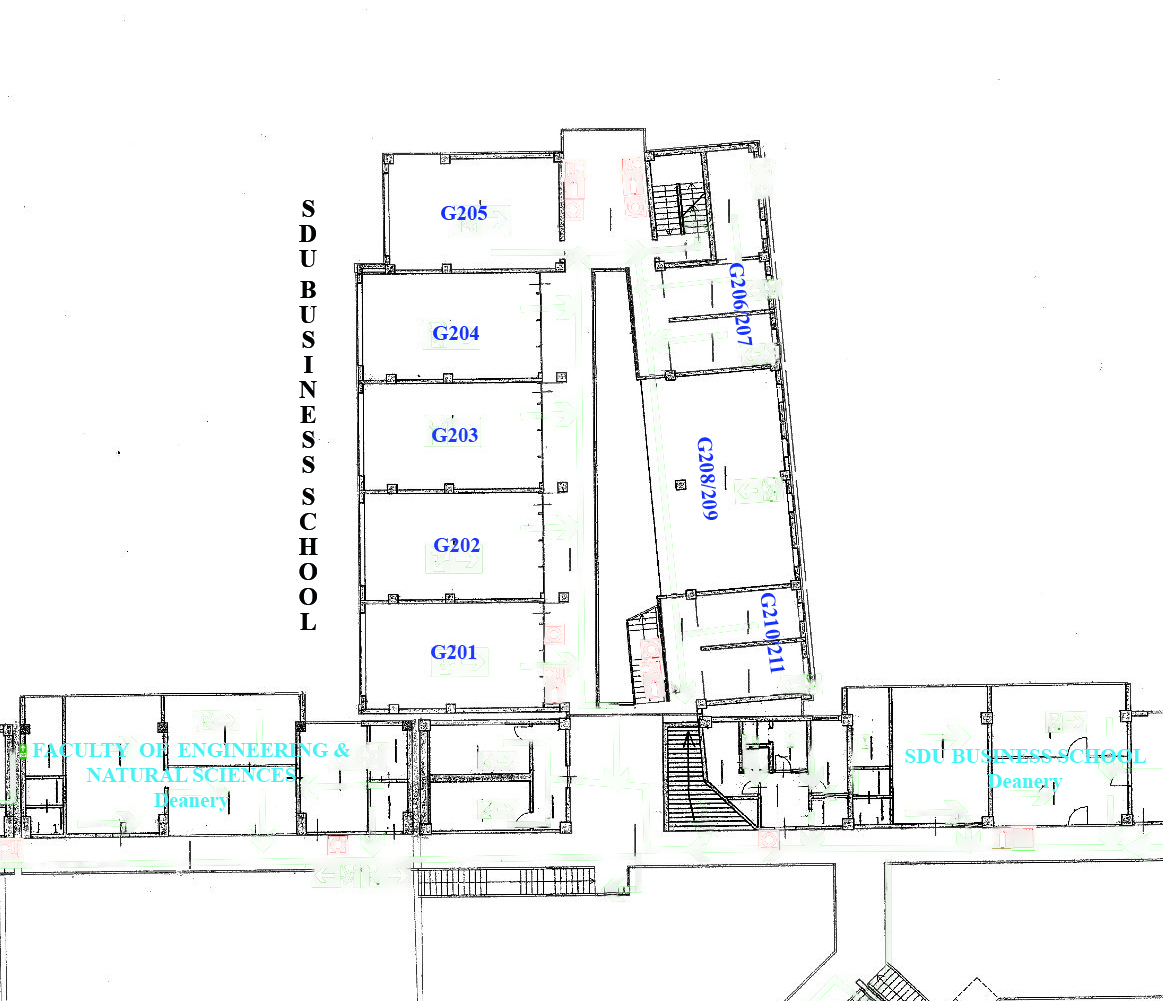 SDU BUSINESS SCHOOL
G205
G204
G203
G202
G201
G206/207
G208/209
G210/211
FACULTY OF ENGINEERING &
NATURAL SCIENCES
Deanery
SDU BUSINESS SCHOOL
Deanery